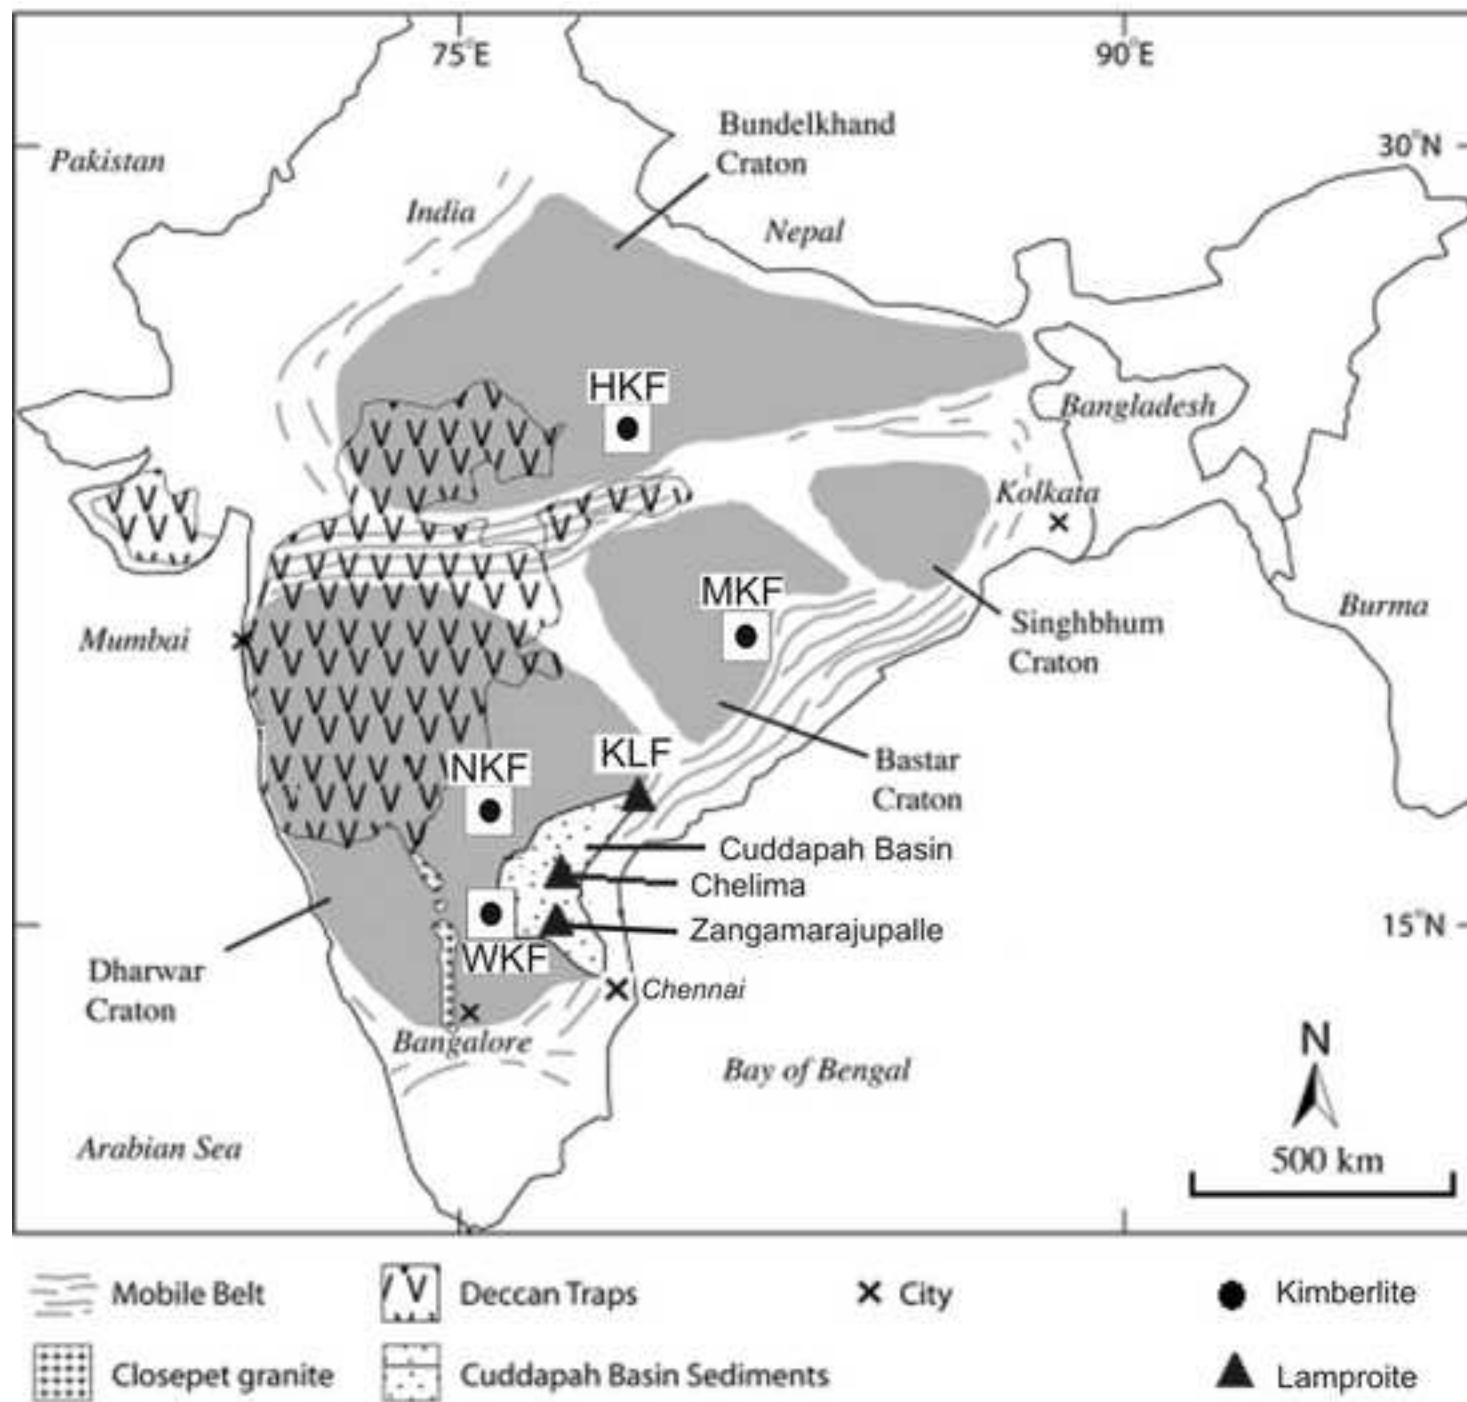 75°E
90°E
Bundelkhand
Craton
30°N
Pakistan
India
Nepal
HKF
Bangladesh
Kolkata
MKF
Burma
Mumbai
Singhbhum
Craton
KLF
NKF
Bastar
Craton
Cuddapah Basin
Chelima
Zangamarajupalle
15°N
WKF
Dharwar
Craton
Chennai
Bangalore
Bay of Bengal
N
Arabian Sea
500 km
Mobile Belt
Deccan Traps
City
Kimberlite
Closepet granite
Cuddapah Basin Sediments
Lamproite